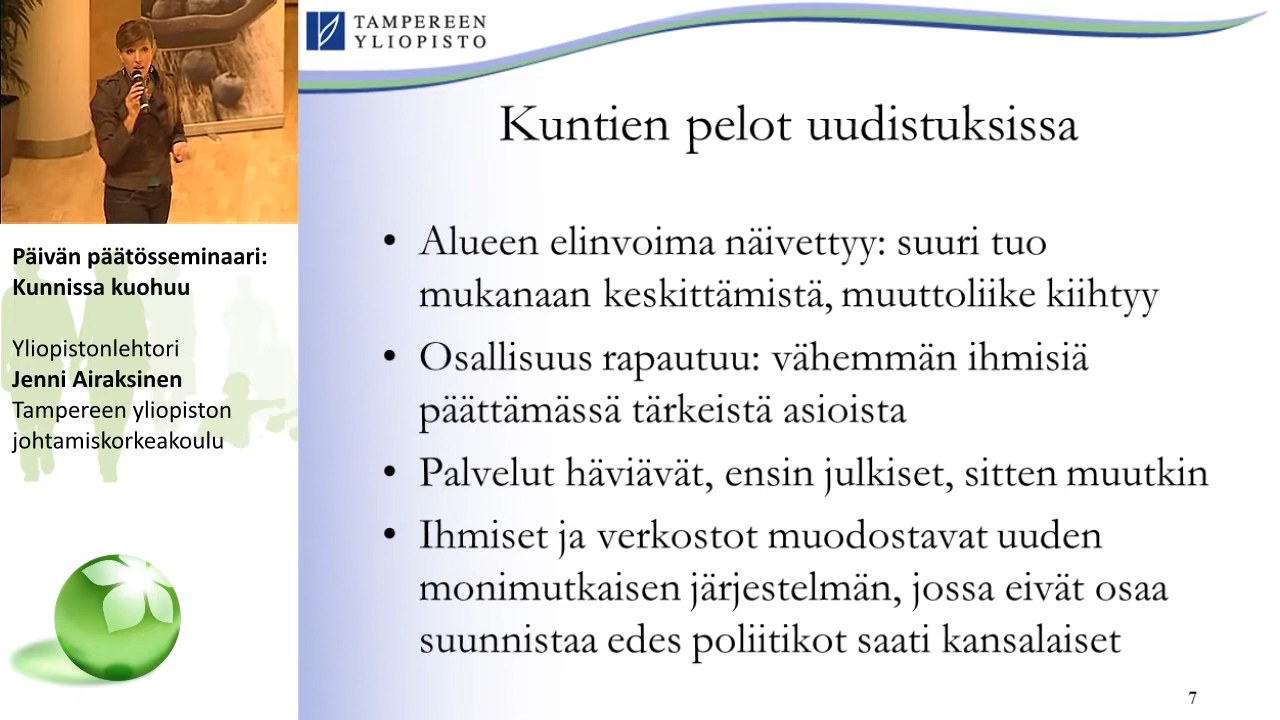 TAMPEREEN
YLIOPISTO
Kuntien pelot uudistuksissa
• Alueen elinvoima näivettyy: suuri tuo
mukanaan keskittämistä, muuttoliike kiihtyy
• Osallisuus rapautuu: vähemmän ihmisiä
päättämässä tärkeistä asioista
• Palvelut häviävät, ensin julkiset, sitten muutkin
• Ihmiset ja verkostot muodostavat uuden
monimutkaisen järjestelmän, jossa eivät osaa
suunnistaa edes poliitikot saati kansalaiset
7
Päivän päätösseminaari:
Kunnissa kuohuu
Yliopistonlehtori
Jenni Airaksinen
Tampereen yliopiston
johtamiskorkeakoulu